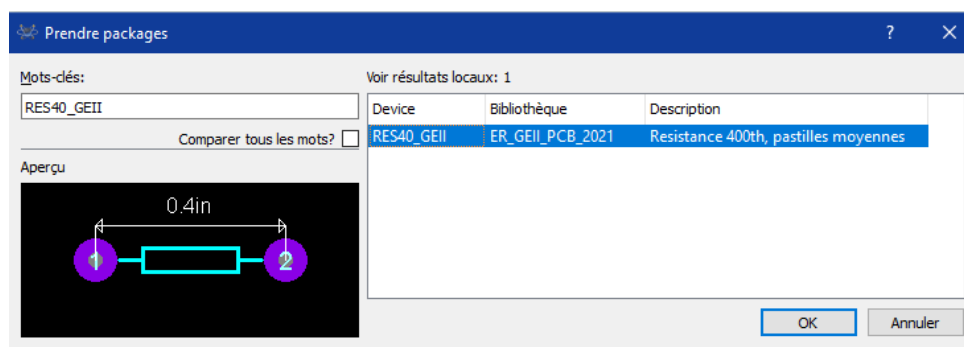 Prendre packages
?
Mots-clés:
RES40_GEII
Comparer tous les mots?
Aperçu
0.4in
1
2
Voir résultats locaux: 1
Device Bibliothèque Description
RES40_GEII ER_GEII_PCB_2021 Resistance 400th, pastilles moyennes
OK Annuler